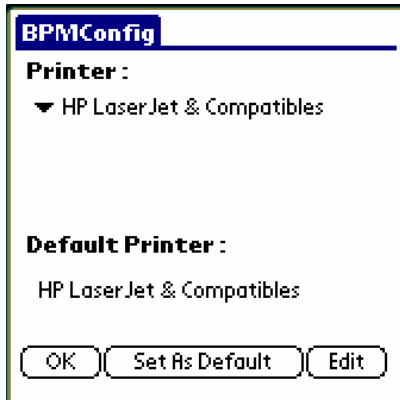 BPMConfig
Printer:
HP LaserJet & Compatibles
Default Printer:
HP LaserJet & Compatibles
OK Set As Default Edit